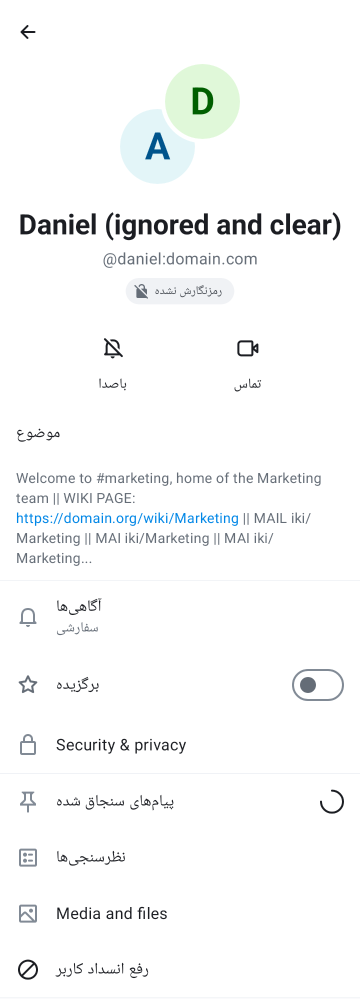 D
A
Daniel (ignored and clear)
@daniel:domain.com
رمزنگارش نشده
باصدا
تماس
موضوع
Welcome to #marketing, home of the Marketing
team || WIKI PAGE:
https://domain.org/wiki/Marketing || MAIL iki/
Marketing || MAI iki/Marketing || MAI iki/
Marketing...
آگاهی‌ها
سفارشی
برگزیده
Security & privacy
پیام‌های سنجاق شده
نظرسنجی‌ها
Media and files
رفع انسداد کاربر